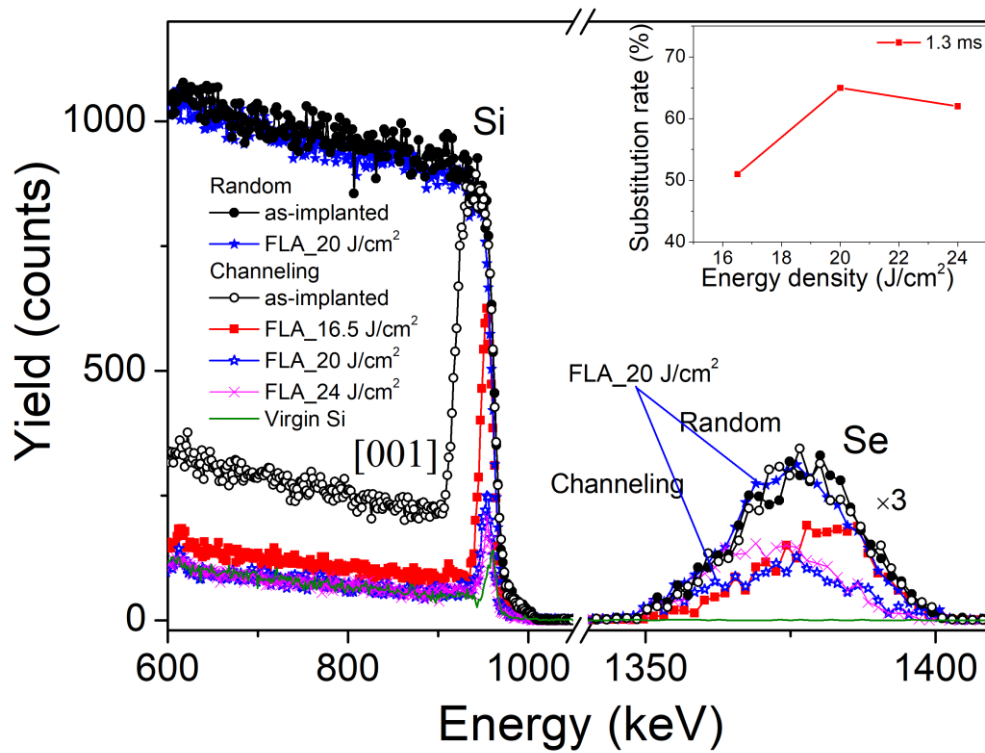 Yield (counts)
1000
500
0
600
800
1000
1350
1400
Energy (keV)
Si
Random
as-implanted
FLA_20 J/cm²
Channeling
as-implanted
FLA_16.5 J/cm²
FLA_20 J/cm²
FLA_24 J/cm²
Virgin Si
[001]
FLA_20 J/cm²
Random
Channeling
Se
×3
Substitution rate (%)
70
60
50
40
16
18
20
22
24
Energy density (J/cm²)
1.3 ms